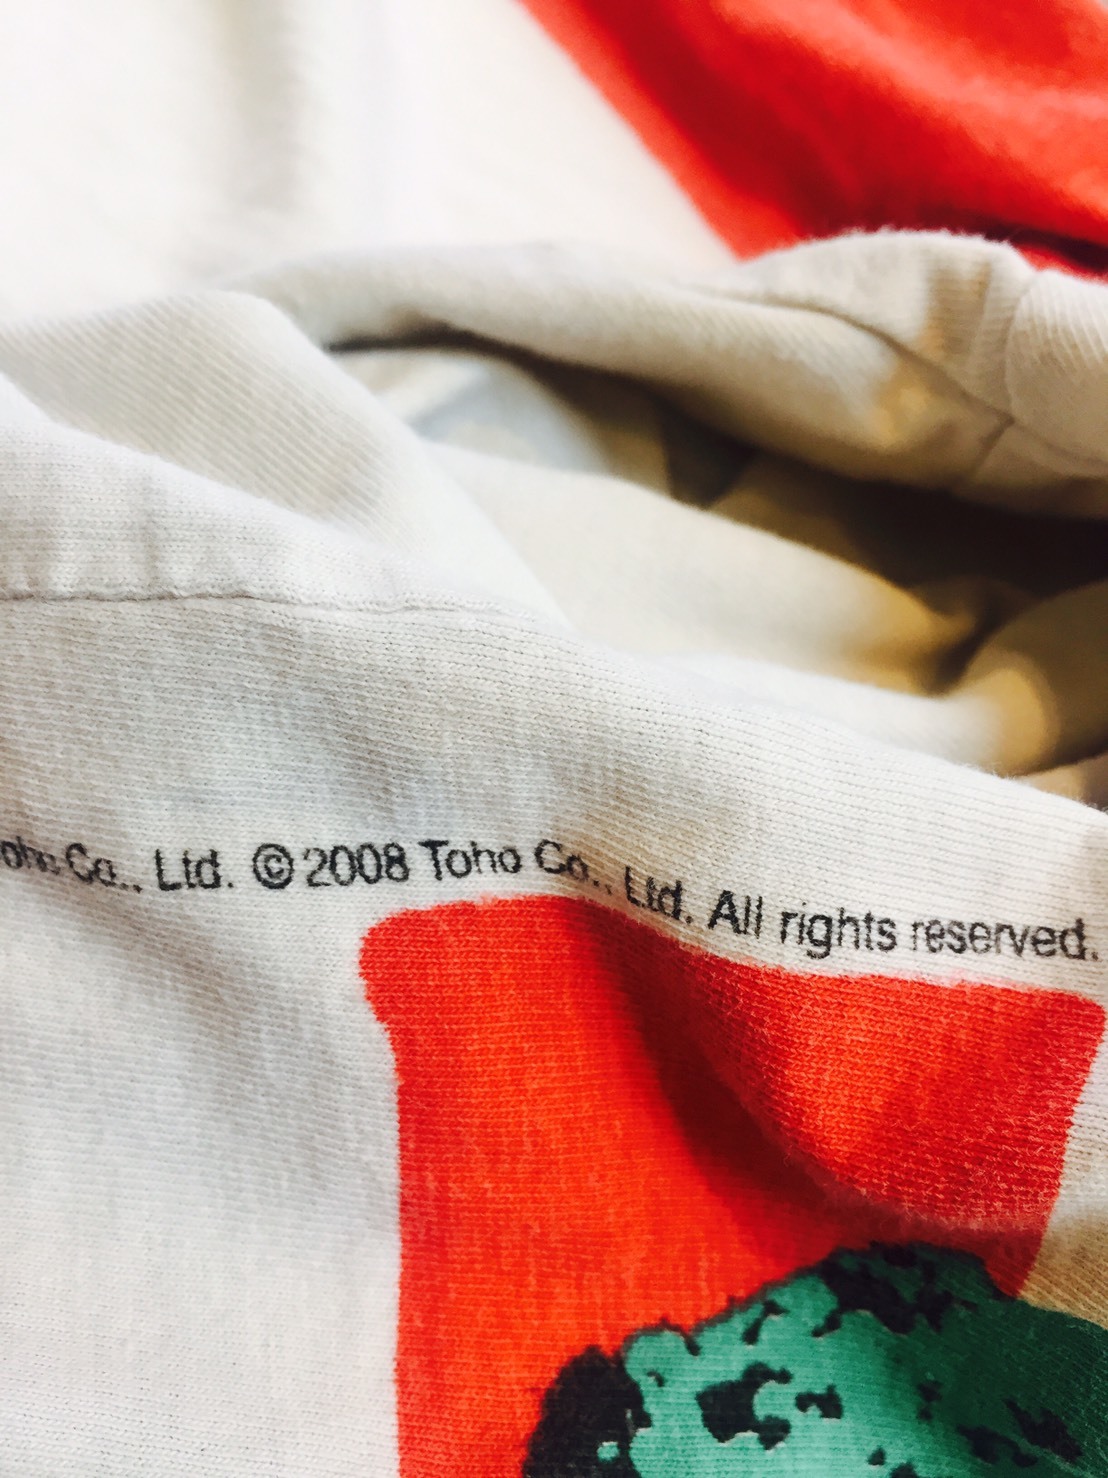 Co., Ltd. © 2008 Toho Co., Ltd. All rights reserved.